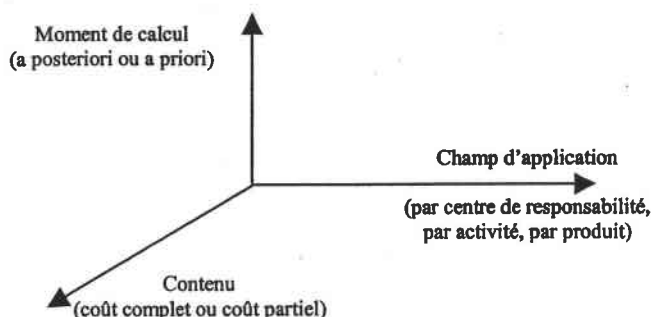 Moment de calcul
(a posteriori ou a priori)
Champ d'application
(par centre de responsabilité,
par activité, par produit)
Contenu
(coût complet ou coût partiel)